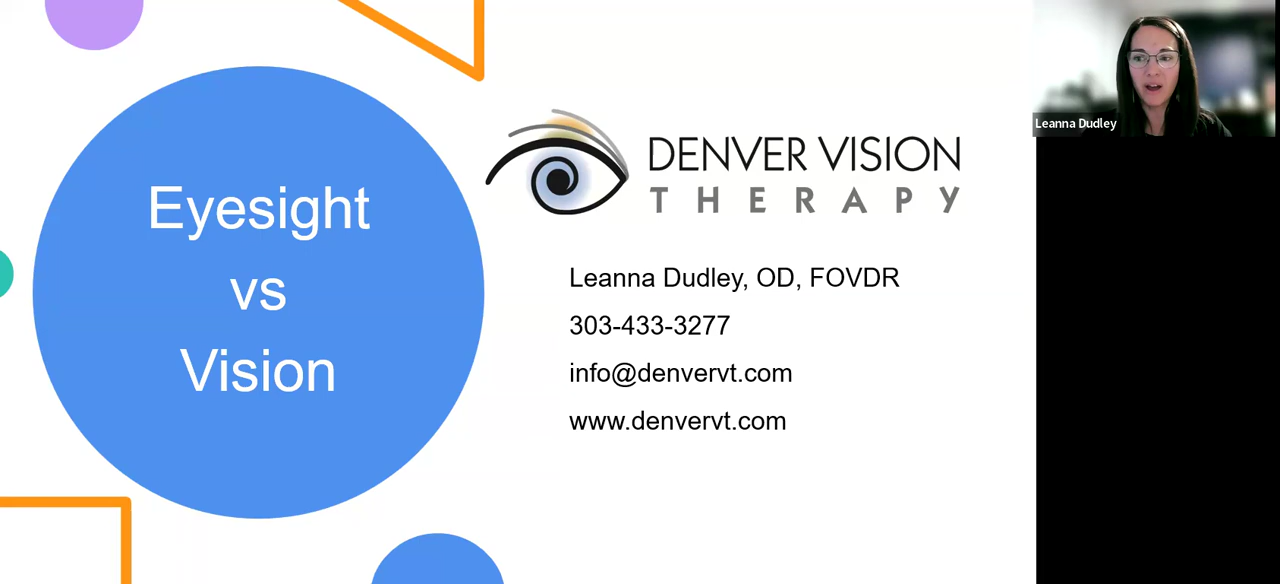 Eyesight
vs
Vision
DENVER VISION
THERAPY
Leanna Dudley, OD, FOVDR
303-433-3277
info@denvervt.com
www.denvervt.com
Leanna Dudley